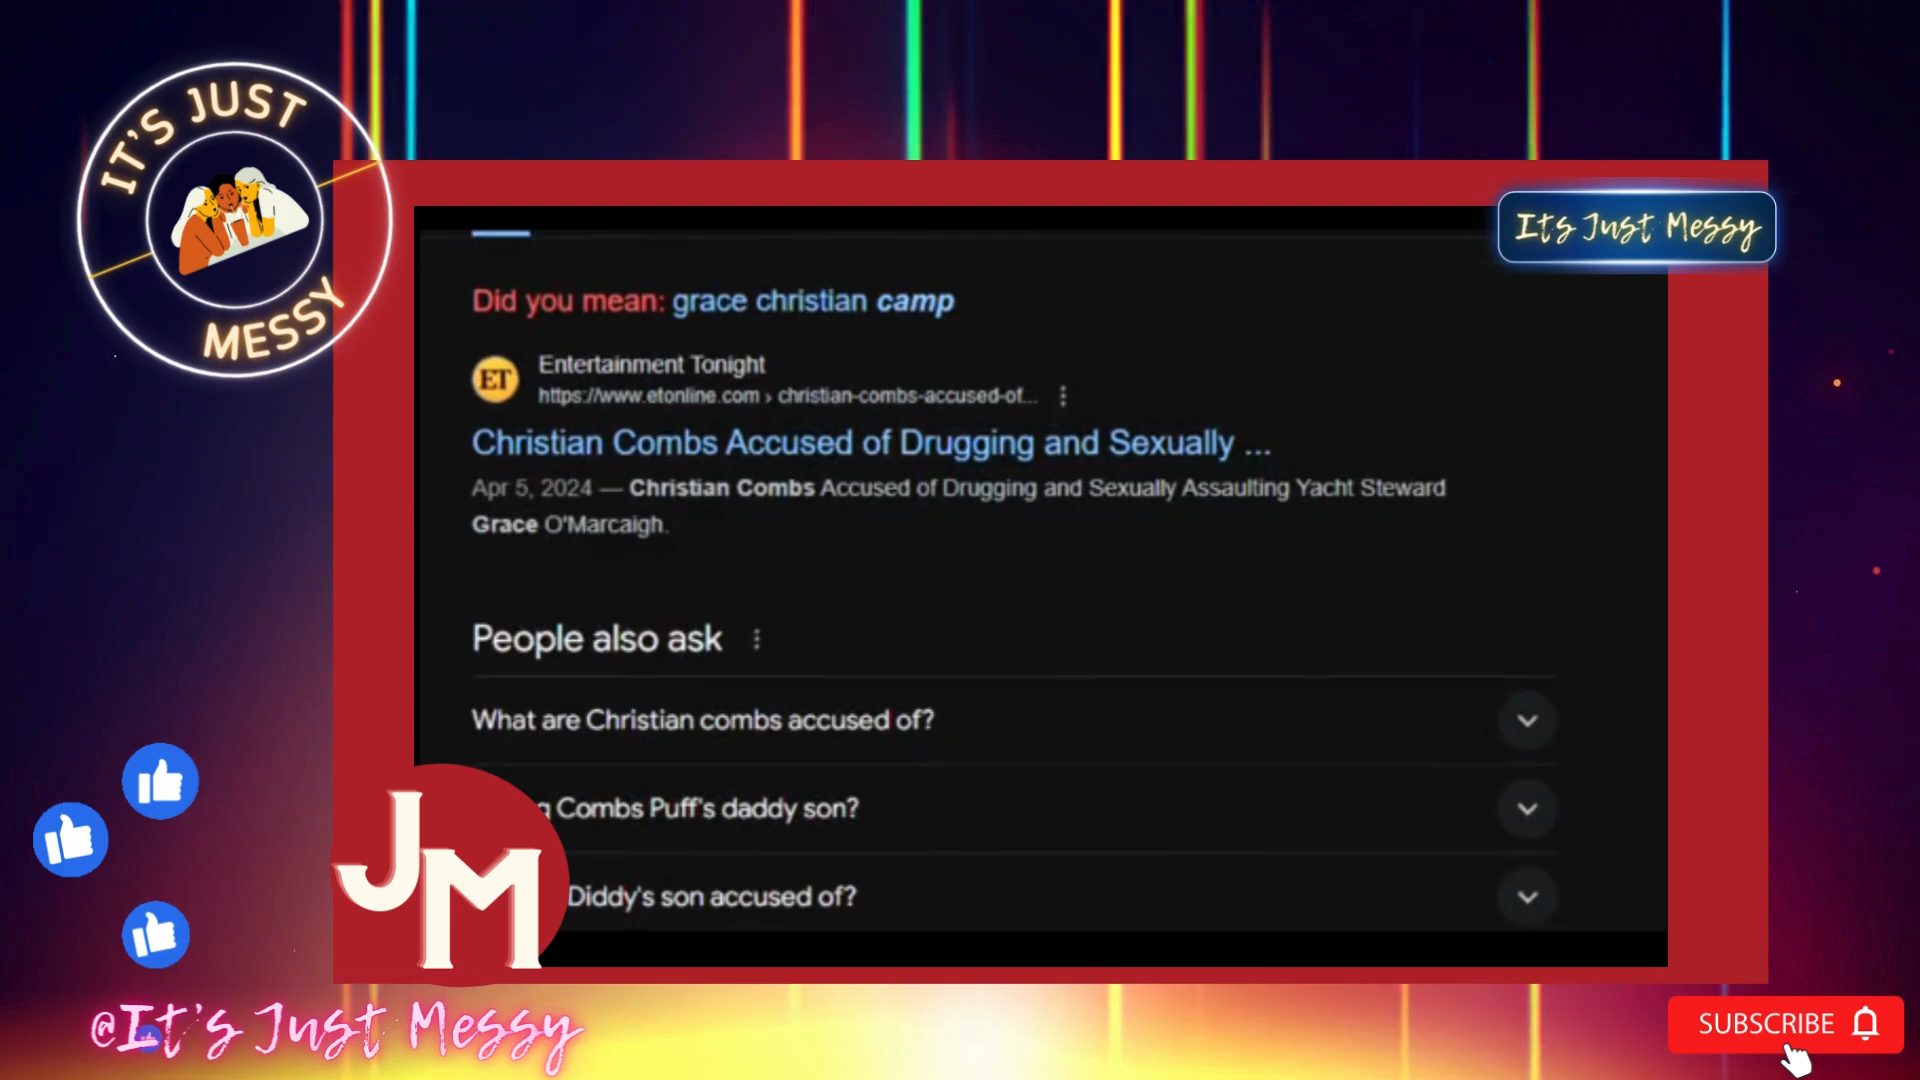 IT'S JUST
MESSY
Its Just Messy
Did you mean: grace christian camp
ET
Entertainment Tonight
https://www.etonline.com › christian-combs-accused-of...
Christian Combs Accused of Drugging and Sexually ...
Apr 5, 2024 — Christian Combs Accused of Drugging and Sexually Assaulting Yacht Steward
Grace O'Marcaigh.
People also ask
What are Christian combs accused of?
Combs Puff's daddy son?
Diddy's son accused of?
JM
@It's Just Messy
SUBSCRIBE